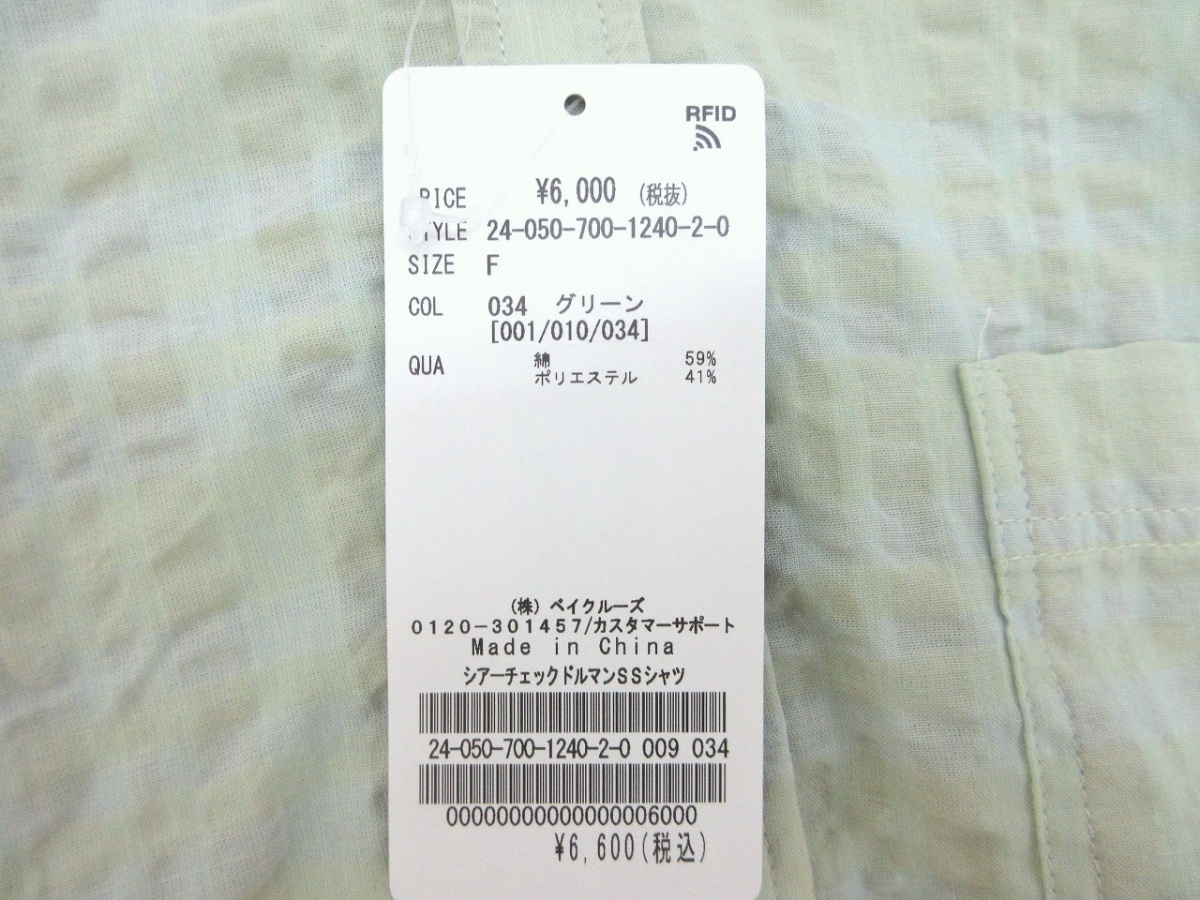 RFID
PRICE ¥6,000 (税抜)
STYLE 24-050-700-1240-2-0
SIZE F
COL 034 グリーン
[001/010/034]
QUA 綿 59%
ポリエステル 41%
(株)ベイクルーズ
0120-301457/カスタマーサポート
Made in China
シアーチェックドルマンSSシャツ
24-050-700-1240-2-0 009 034
00000000000000006000
¥6,600(税込)